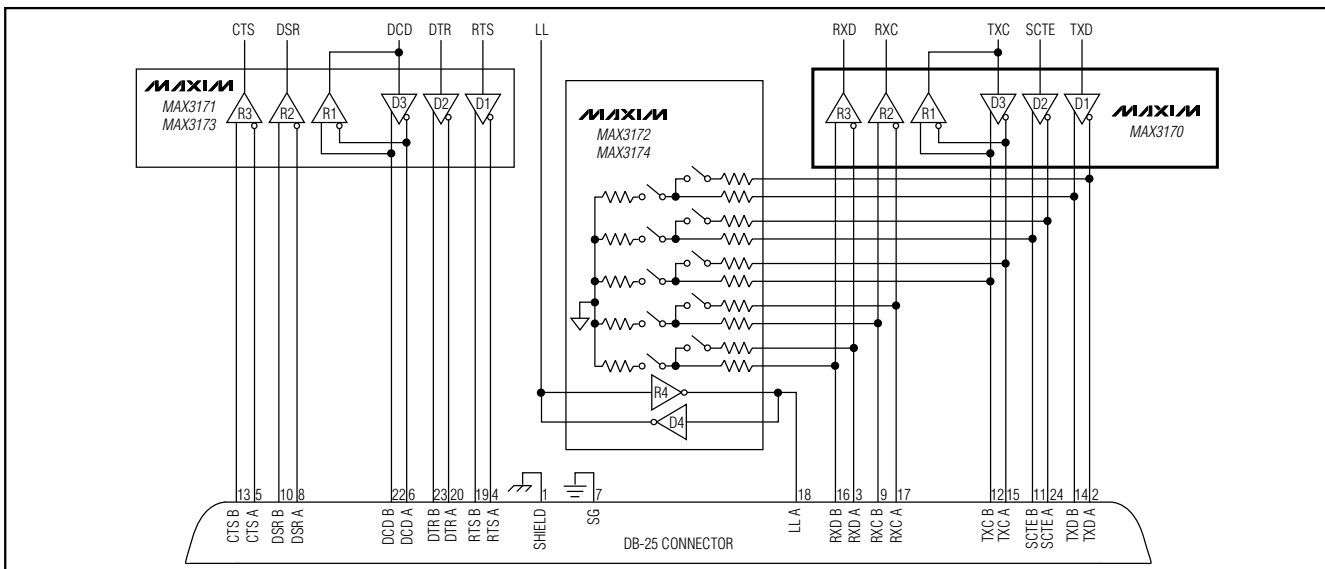 CTS DSR DCD DTR RTS LL RXD RXC TXC SCTE TXD
MAXIM
MAX3171
MAX3173
R3 R2 R1 D3 D2 D1
MAXIM
MAX3172
MAX3174
R3 R2 R1 D3 D2 D1
MAXIM
MAX3170
R4
D4
13 5 10 8 22 6 23 20 19 4 1 7 18 16 3 9 17 12 15 11 24 14 2
CTS B
CTS A
DSR B
DSR A
DCD B
DCD A
DTR B
DTR A
RTS B
RTS A
SHIELD
SG
LL A
RXD B
RXD A
RXC B
RXC A
TXC B
TXC A
SCTE B
SCTE A
TXD B
TXD A
DB-25 CONNECTOR